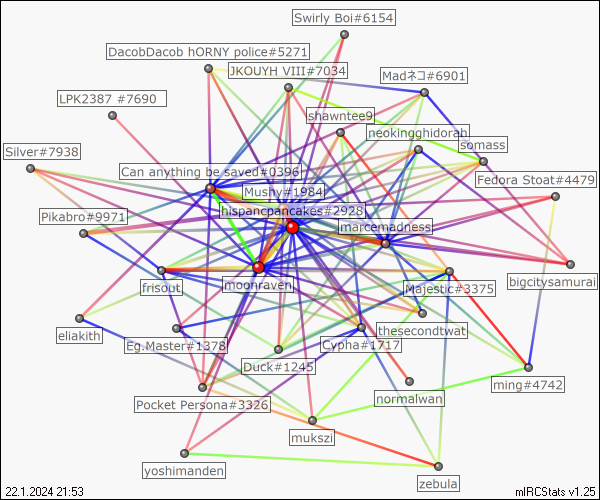 Swirly Boi#6154
DacobDacob hORNY police#5271
JKOUYH VIII#7034
Madネコ#6901
LPK2387 #7690
shawntee9
neokingghidorah
somass
Silver#7938
Can anything be saved#0396
Fedora Stoat#4479
Mushy#1984
Pikabro#9971
hispancpancakes#2928
marcemadness
frisout
moonraven
Majestic#3375
bigcitysamurai
eliakith
Eg.Master#1378
Cypha#1717
thesecondtwat
Duck#1245
ming#4742
Pocket Persona#3326
normalwan
mukszi
yoshimanden
zebula
22.1.2024 21:53
mIRCStats v1.25